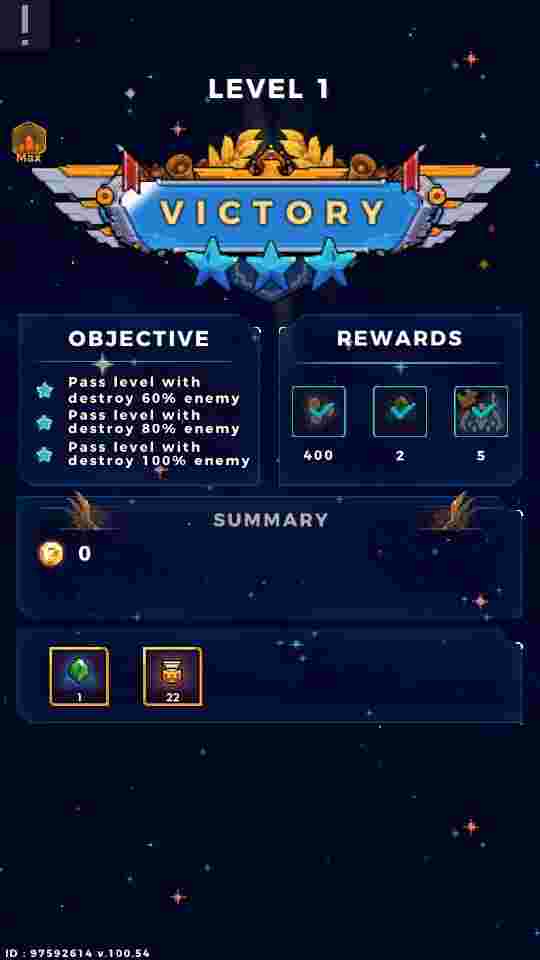 LEVEL 1
Max
VICTORY
OBJECTIVE
Pass level with
destroy 60% enemy
Pass level with
destroy 80% enemy
Pass level with
destroy 100% enemy
REWARDS
400
2
5
SUMMARY
0
1
22
ID : 97592614 v.100.54